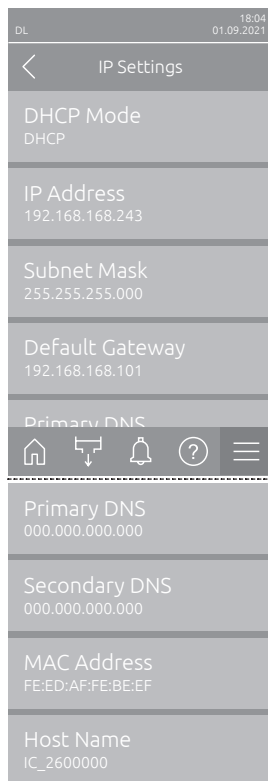 18:04
DL
01.09.2021
IP Settings
DHCP Mode
DHCP
IP Address
192.168.168.243
Subnet Mask
255.255.255.000
Default Gateway
192.168.168.101
Primary DNS
?
Primary DNS
000.000.000.000
Secondary DNS
000.000.000.000
MAC Address
FE:ED:AF:FE:BE:EF
Host Name
IC_2600000